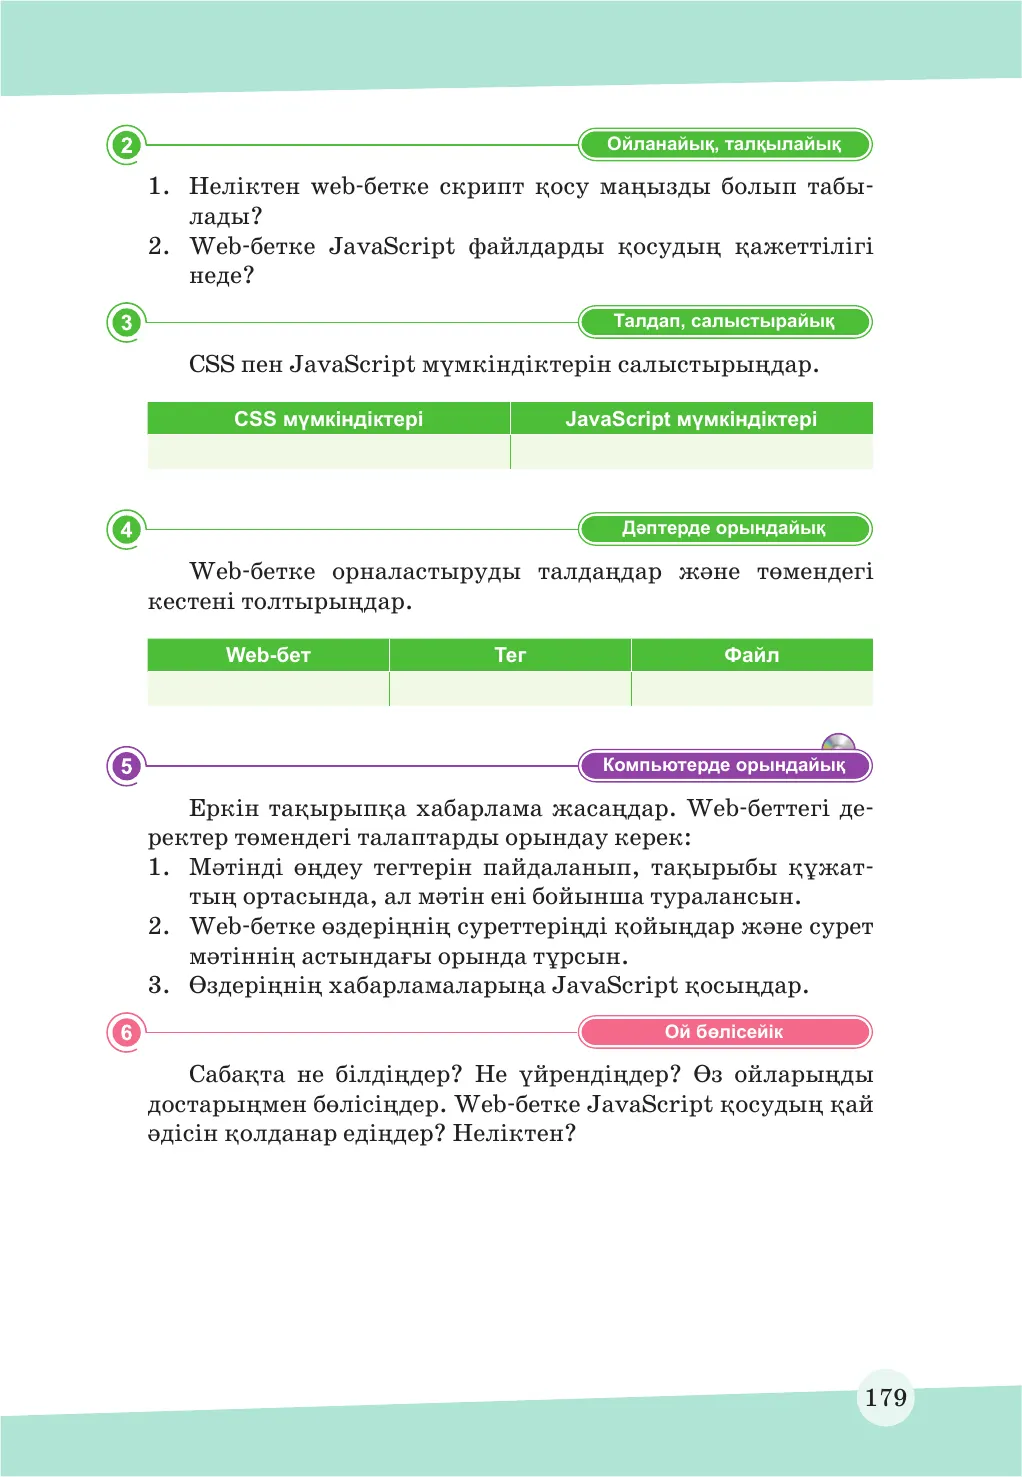 2 Ойланайық, талқылайық
1. Неліктен web-бетке скрипт қосу маңызды болып табы-
лады?
2. Web-бетке JavaScript файлдарды қосудың қажеттілігі
неде?
3 Талдап, салыстырайық
CSS пен JavaScript мүмкіндіктерін салыстырыңдар.
CSS мүмкіндіктері JavaScript мүмкіндіктері
4 Дәптерде орындайық
Web-бетке орналастыруды талдаңдар және төмендегі
кестені толтырыңдар.
Web-бет Тег Файл
5 Компьютерде орындайық
Еркін тақырыпқа хабарлама жасаңдар. Web-беттегі де-
ректер төмендегі талаптарды орындау керек:
1. Мәтінді өңдеу тегтерін пайдаланып, тақырыбы құжат-
тың ортасында, ал мәтін ені бойынша туралансын.
2. Web-бетке өздеріңнің суреттеріңді қойыңдар және сурет
мәтіннің астындағы орында тұрсын.
3. Өздеріңнің хабарламаларыңа JavaScript қосыңдар.
6 Ой бөлісейік
Сабақта не білдіңдер? Не үйрендіңдер? Өз ойларыңды
достарыңмен бөлісіңдер. Web-бетке JavaScript қосудың қай
әдісін қолданар едіңдер? Неліктен?
179